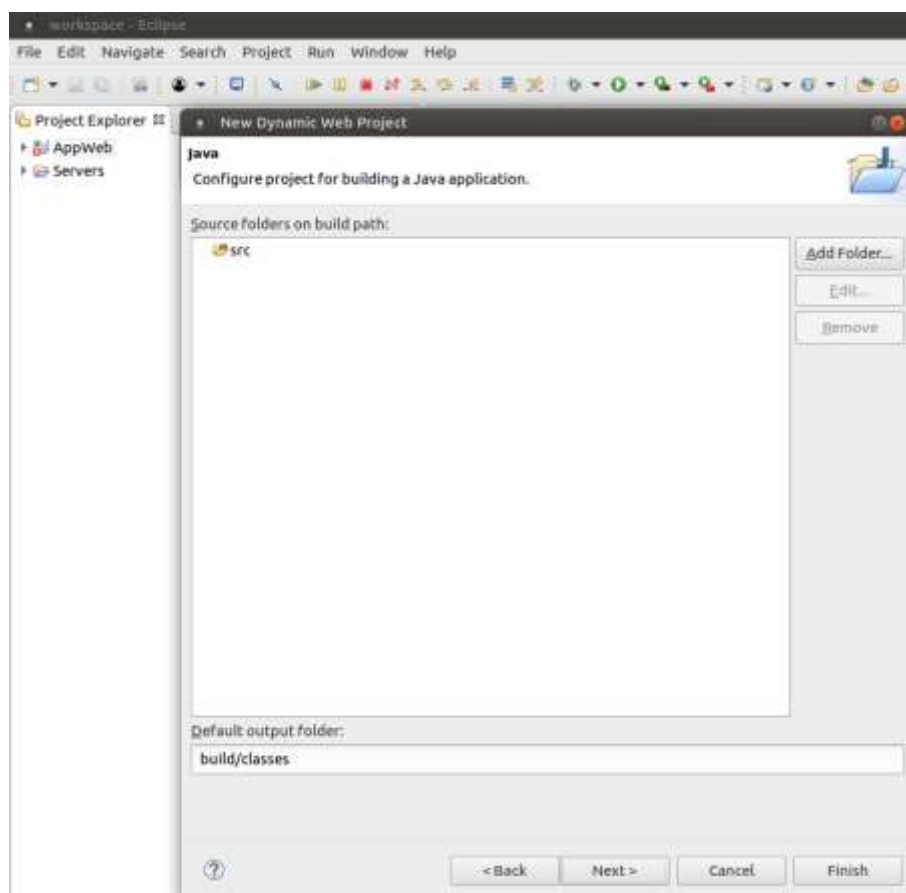 workspace - Eclipse
File Edit Navigate Search Project Run Window Help
Project Explorer
New Dynamic Web Project
AppWeb
Servers
Java
Configure project for building a Java application.
Source folders on build path:
src
Add Folder...
Edit...
Remove
Default output folder:
build/classes
< Back Next > Cancel Finish